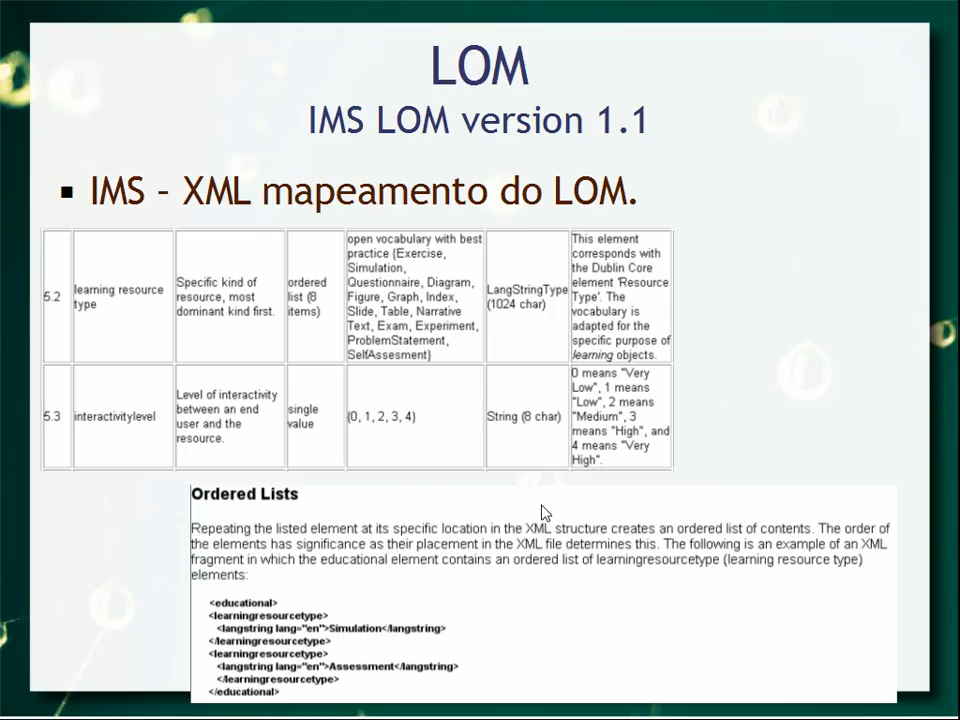 LOM
IMS LOM version 1.1
▪ IMS – XML mapeamento do LOM.
5.2
learning resource
type
Specific kind of
resource, most
dominant kind first.
ordered
list (8
items)
open vocabulary with best
practice {Exercise,
Simulation,
Questionnaire, Diagram,
Figure, Graph, Index,
Slide, Table, Narrative
Text, Exam, Experiment,
ProblemStatement,
SelfAssesment}
LangStringType
(1024 char)
This element
corresponds with
the Dublin Core
element 'Resource
Type'. The
vocabulary is
adapted for the
specific purpose of
learning objects.
5.3
interactivitylevel
Level of interactivity
between an end
user and the
resource.
single
value
{0, 1, 2, 3, 4}
String (8 char)
0 means "Very
Low", 1 means
"Low", 2 means
"Medium", 3
means "High", and
4 means "Very
High".
Ordered Lists
Repeating the listed element at its specific location in the XML structure creates an ordered list of contents. The order of
the elements has significance as their placement in the XML file determines this. The following is an example of an XML
fragment in which the educational element contains an ordered list of learningresourcetype (learning resource type)
elements:
<educational>
<learningresourcetype>
<langstring lang="en">Simulation</langstring>
</learningresourcetype>
<learningresourcetype>
<langstring lang="en">Assessment</langstring>
</learningresourcetype>
</educational>